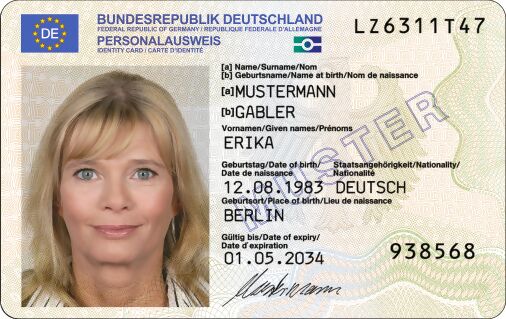 DE
BUNDESREPUBLIK DEUTSCHLAND
FEDERAL REPUBLIC OF GERMANY / REPUBLIQUE FEDERALE D'ALLEMAGNE
PERSONALAUSWEIS
IDENTITY CARD / CARTE D'IDENTITÉ
LZ6311T47
[a] Name/Surname/Nom
[b] Geburtsname/Name at birth/Nom de naissance
[a]MUSTERMANN
[b]GABLER
Vornamen/Given names/Prénoms
ERIKA
Geburtstag/Date of birth/ Staatsangehörigkeit/Nationality/
Date de naissance Nationalité
12.08.1983 DEUTSCH
Geburtsort/Place of birth/Lieu de naissance
BERLIN
Gültig bis/Date of expiry/
Date d'expiration
01.05.2034
938568
MUSTER